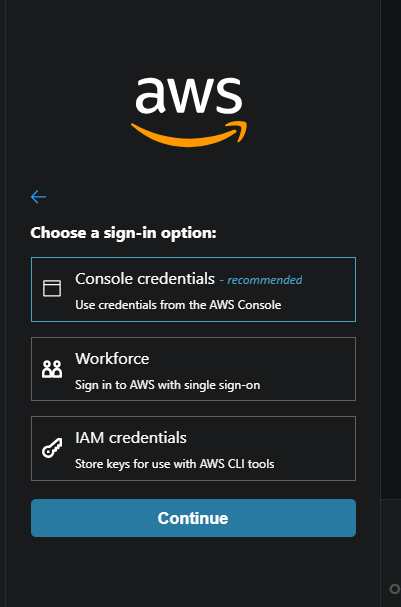 aws
Choose a sign-in option:
Console credentials - recommended
Use credentials from the AWS Console
Workforce
Sign in to AWS with single sign-on
IAM credentials
Store keys for use with AWS CLI tools
Continue